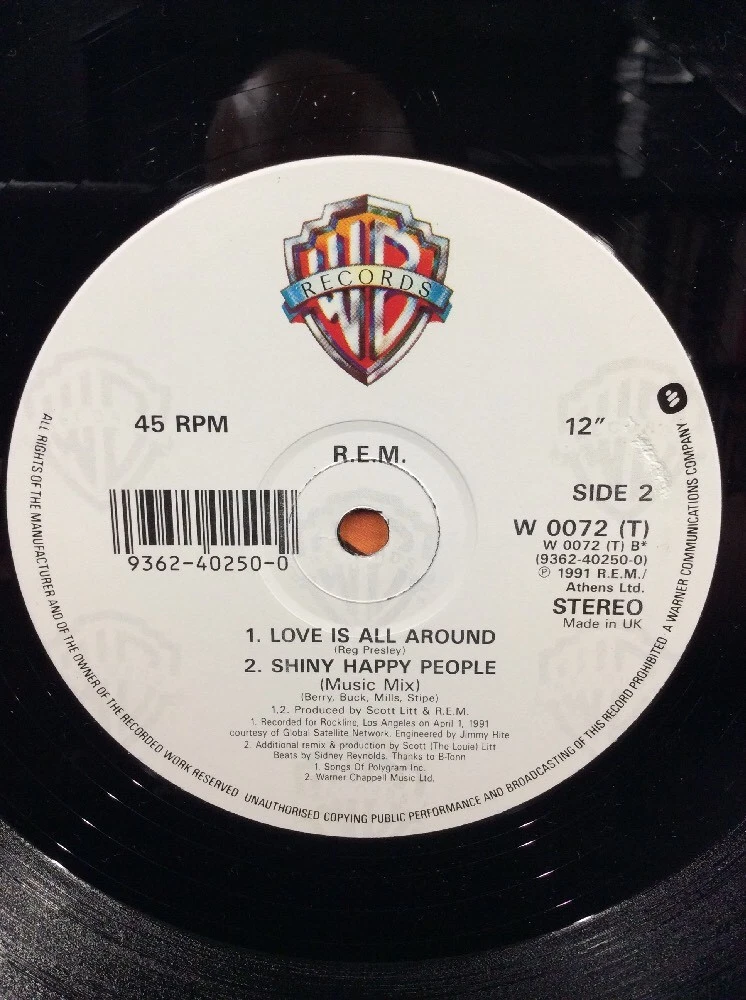 WB
RECORDS
45 RPM
12”
R.E.M.
SIDE 2
9362-40250-0
W 0072 (T)
W 0072 (T) B*
(9362-40250-0)
℗ 1991 R.E.M./
Athens Ltd.
STEREO
Made in UK
1. LOVE IS ALL AROUND
(Reg Presley)
2. SHINY HAPPY PEOPLE
(Music Mix)
(Berry, Buck, Mills, Stipe)
1.2. Produced by Scott Litt & R.E.M.
1. Recorded for Rockline, Los Angeles on April 1, 1991
courtesy of Global Satellite Network. Engineered by Jimmy Hite
2. Additional remix & production by Scott (The Louie) Litt
Beats by Sidney Reynolds. Thanks to B-Tonn
1. Songs Of Polygram Inc.
2. Warner Chappell Music Ltd.
ALL RIGHTS OF THE MANUFACTURER AND OF THE OWNER OF THE RECORDED WORK RESERVED UNAUTHORISED COPYING PUBLIC PERFORMANCE AND BROADCASTING OF THIS RECORD PROHIBITED A WARNER COMMUNICATIONS COMPANY